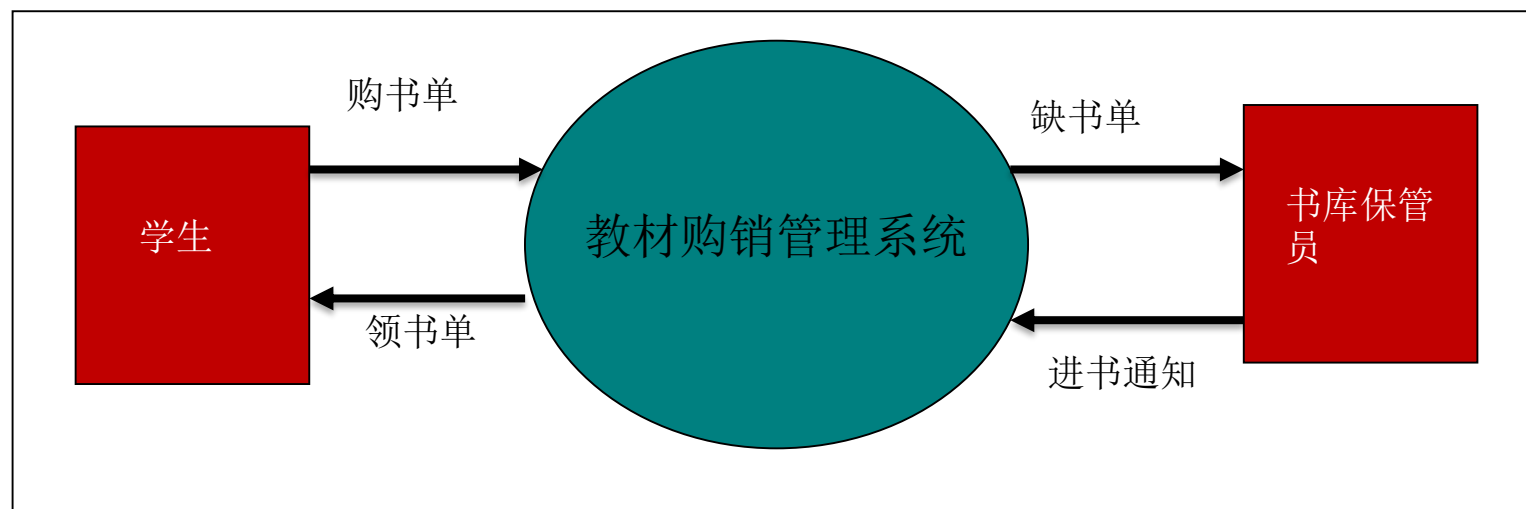 购书单
缺书单
学生
教材购销管理系统
书库保管
员
领书单
进书通知